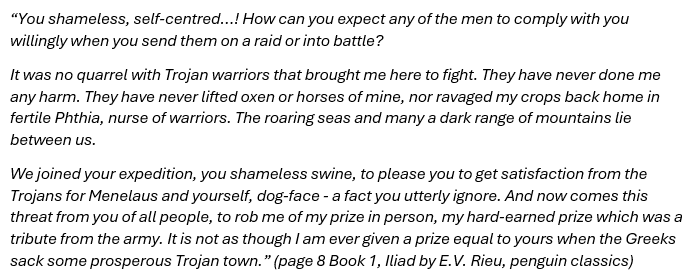 “You shameless, self-centred...! How can you expect any of the men to comply with you
willingly when you send them on a raid or into battle?
It was no quarrel with Trojan warriors that brought me here to fight. They have never done me
any harm. They have never lifted oxen or horses of mine, nor ravaged my crops back home in
fertile Phthia, nurse of warriors. The roaring seas and many a dark range of mountains lie
between us.
We joined your expedition, you shameless swine, to please you to get satisfaction from the
Trojans for Menelaus and yourself, dog-face - a fact you utterly ignore. And now comes this
threat from you of all people, to rob me of my prize in person, my hard-earned prize which was a
tribute from the army. It is not as though I am ever given a prize equal to yours when the Greeks
sack some prosperous Trojan town.” (page 8 Book 1, Iliad by E.V. Rieu, penguin classics)